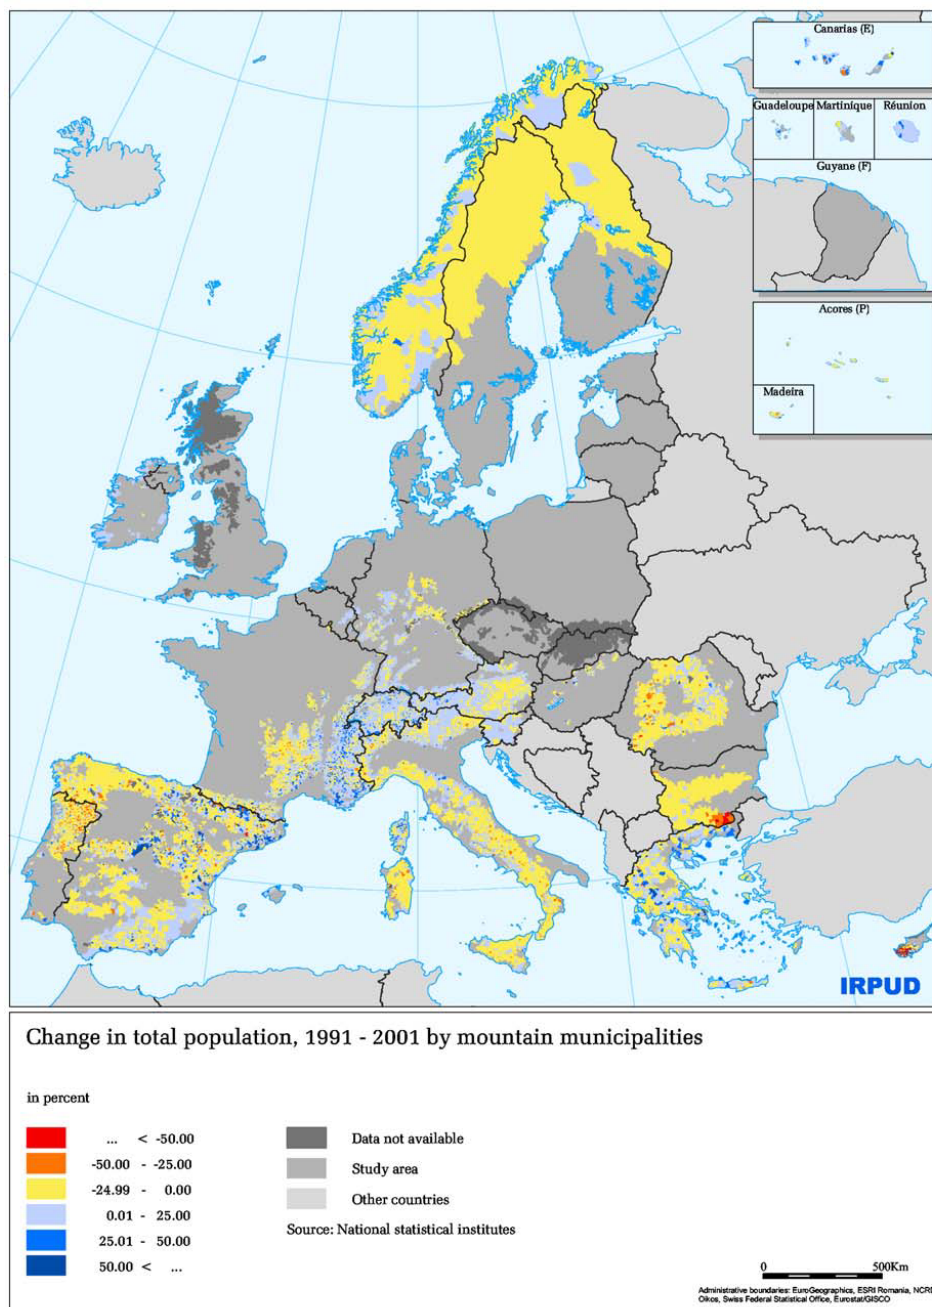 Canarias (E)
Guadeloupe Martinique Réunion
Guyane (F)
Acores (P)
Madeira
IRPUD
Change in total population, 1991 - 2001 by mountain municipalities
in percent
... < -50.00
-50.00 - -25.00
-24.99 - 0.00
0.01 - 25.00
25.01 - 50.00
50.00 < ...
Data not available
Study area
Other countries
Source: National statistical institutes
0 500Km
Administrative boundaries: EuroGeographics, ESRI Romania, NCRD
Oikos, Swiss Federal Statistical Office, Eurostat/GISCO